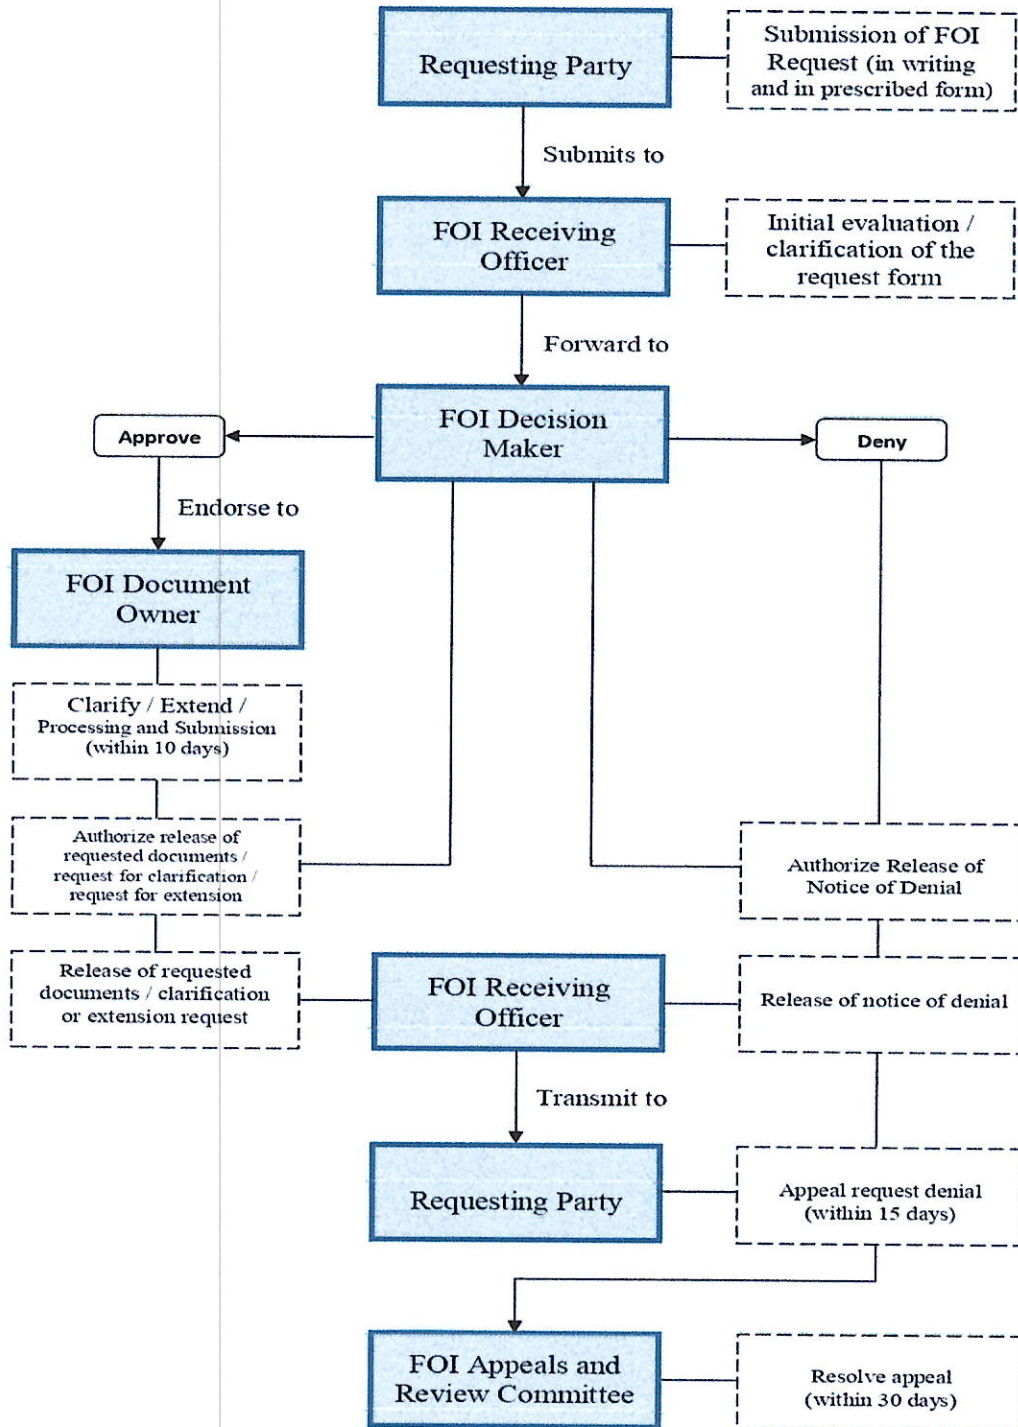 Requesting Party
Submission of FOI
Request (in writing
and in prescribed form)
Submits to
FOI Receiving
Officer
Initial evaluation /
clarification of the
request form
Forward to
FOI Decision
Maker
Approve
Deny
Endorse to
FOI Document
Owner
Clarify / Extend /
Processing and Submission
(within 10 days)
Authorize release of
requested documents /
request for clarification /
request for extension
Authorize Release of
Notice of Denial
Release of requested
documents / clarification
or extension request
FOI Receiving
Officer
Release of notice of denial
Transmit to
Requesting Party
Appeal request denial
(within 15 days)
FOI Appeals and
Review Committee
Resolve appeal
(within 30 days)